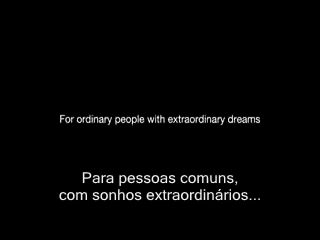 For ordinary people with extraordinary dreams
Para pessoas comuns,
com sonhos extraordinários...